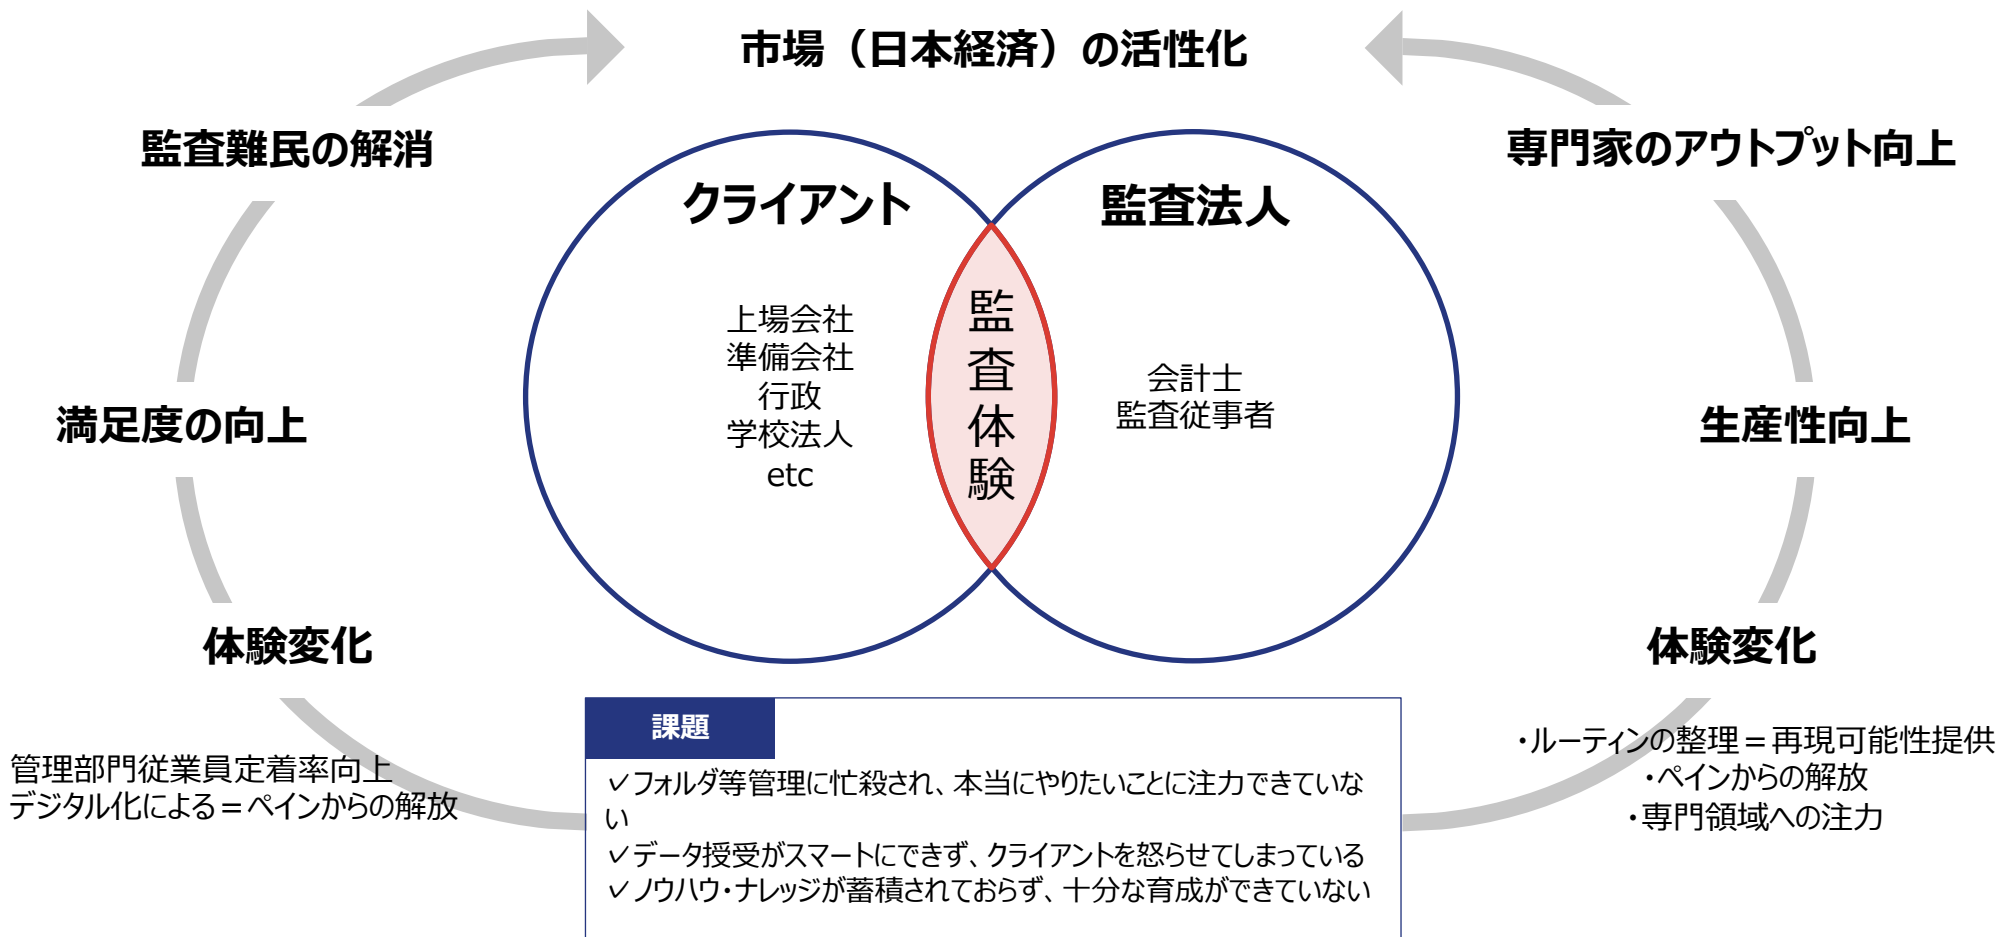 市場（日本経済）の活性化
監査難民の解消
専門家のアウトプット向上
クライアント
監査法人
上場会社
準備会社
行政
学校法人
etc
監査体験
会計士
監査従事者
満足度の向上
生産性向上
体験変化
体験変化
管理部門従業員定着率向上
デジタル化による＝ペインからの解放
・ルーティンの整理＝再現可能性提供
・ペインからの解放
・専門領域への注力
課題
✓フォルダ等管理に忙殺され、本当にやりたいことに注力できていな
い
✓データ授受がスマートにできず、クライアントを怒らせてしまっている
✓ノウハウ・ナレッジが蓄積されておらず、十分な育成ができていない